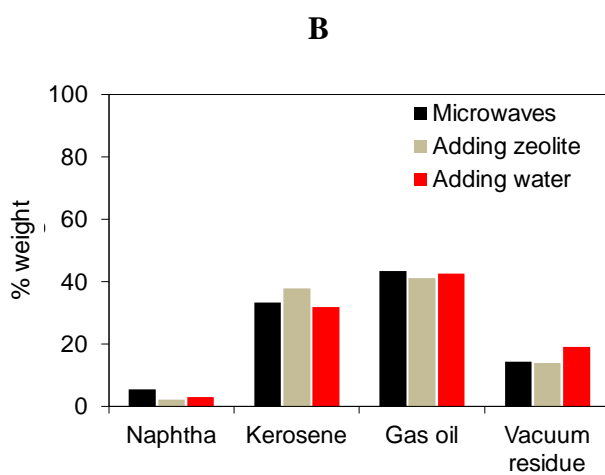 B
100
80
60
40
20
0
% weight
Microwaves
Adding zeolite
Adding water
Naphtha
Kerosene
Gas oil
Vacuum
residue